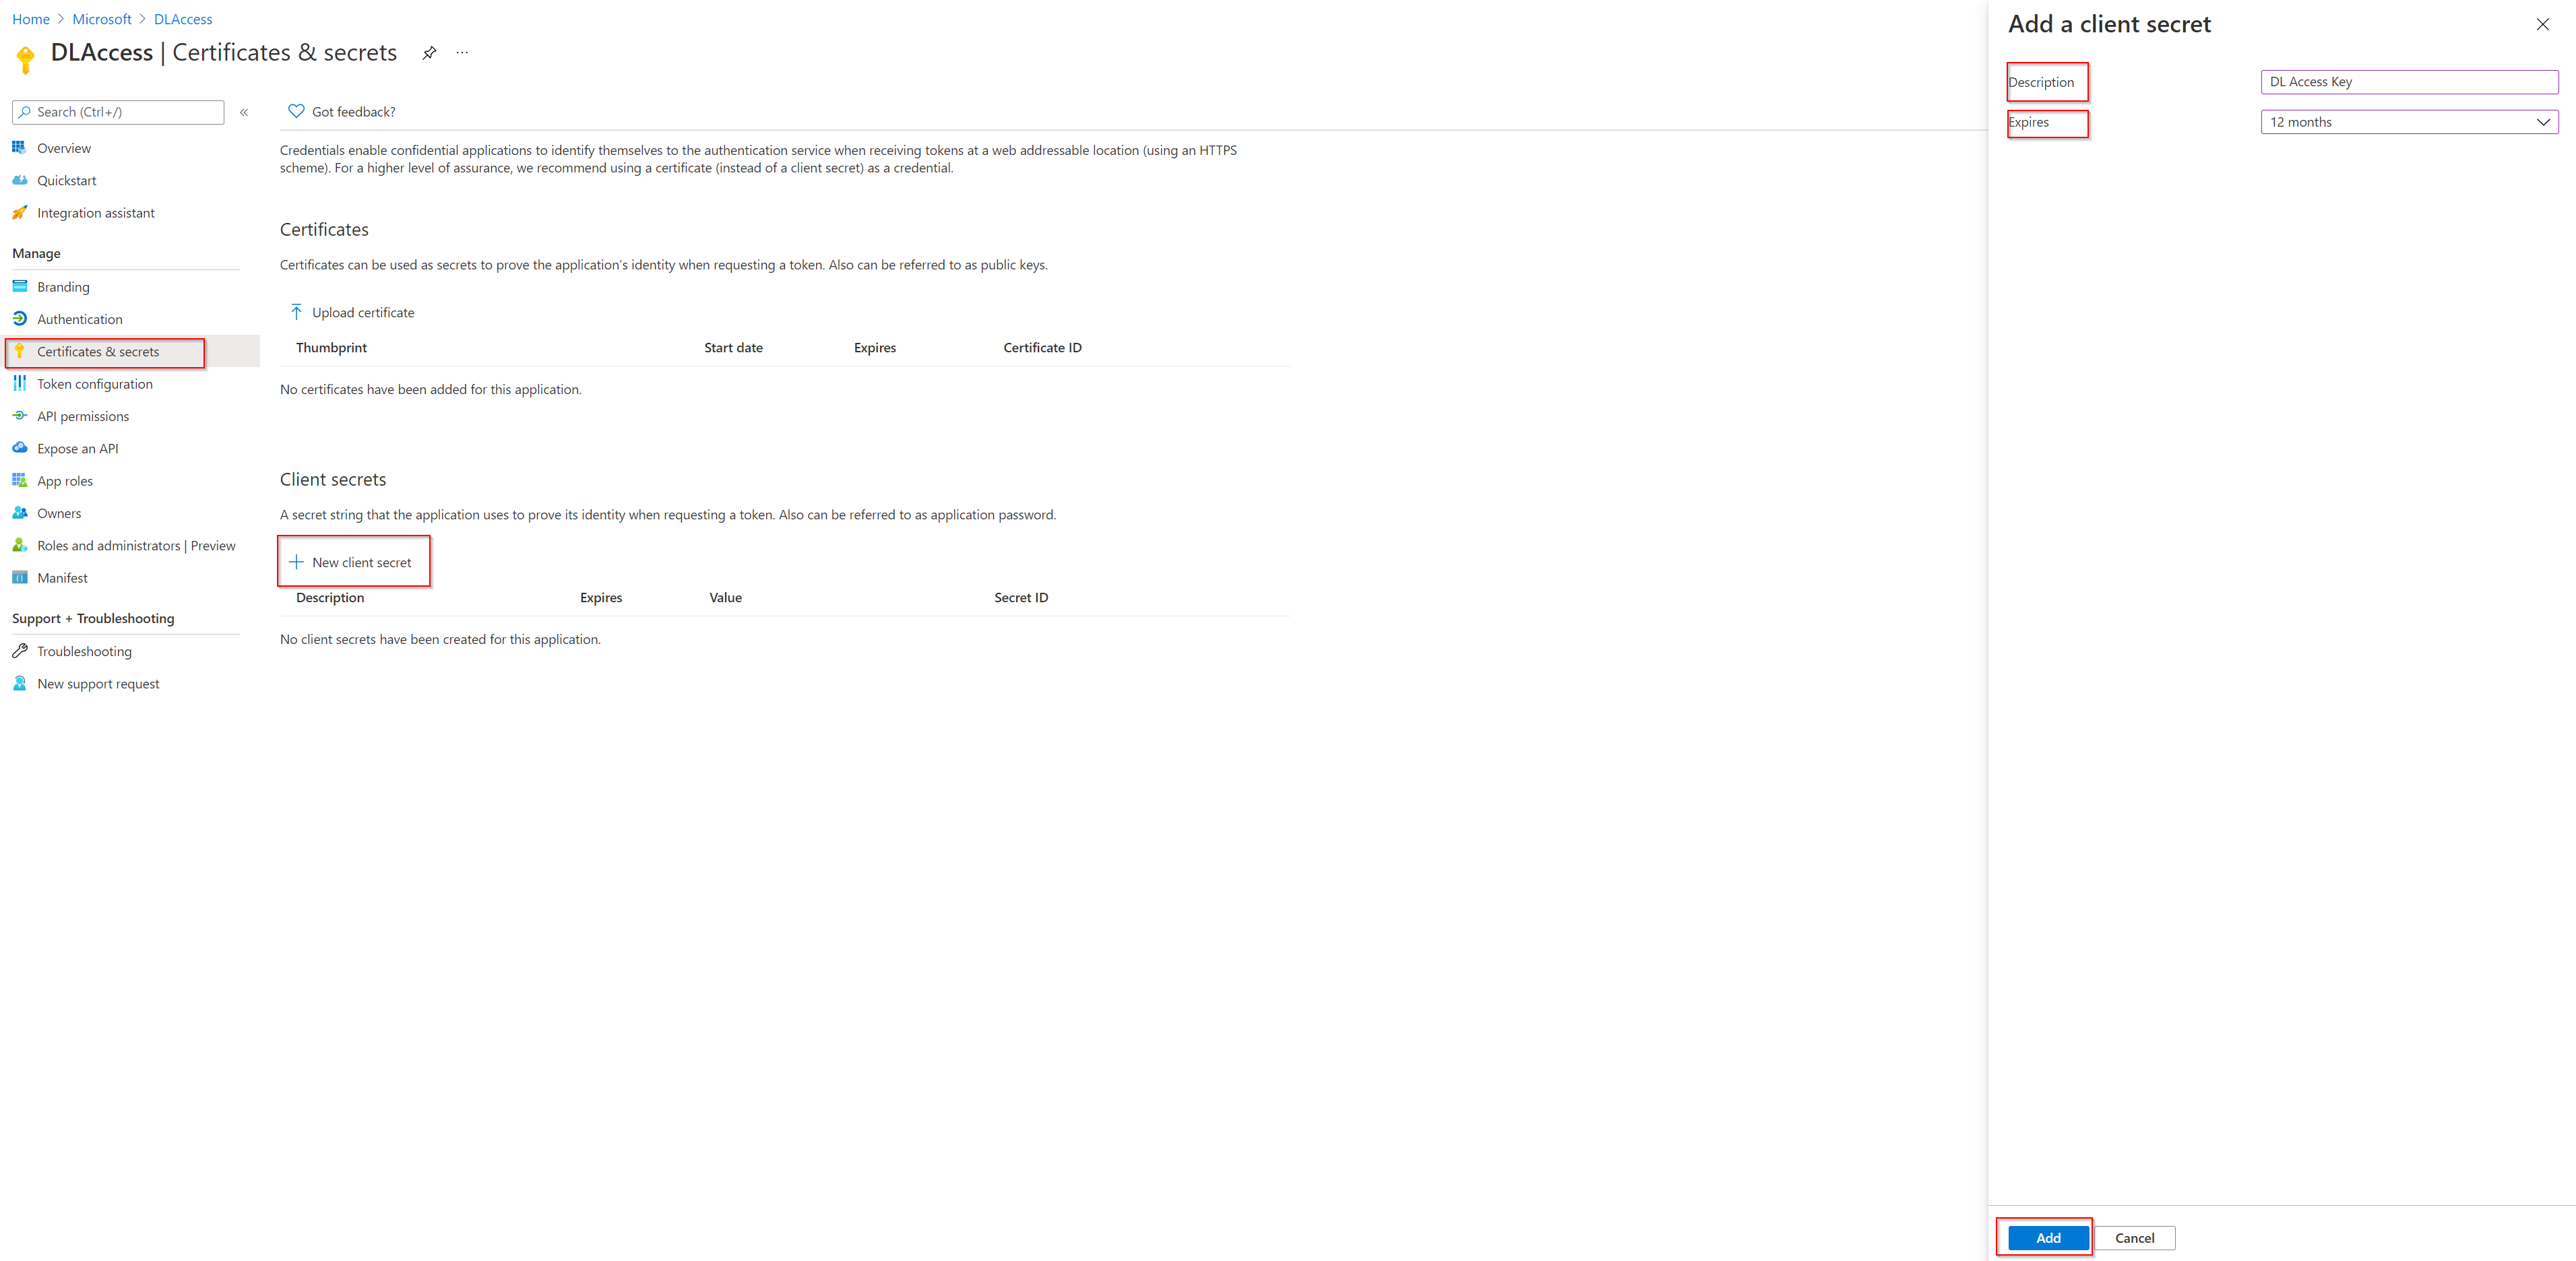 Home > Microsoft > DLAccess
DLAccess | Certificates & secrets ···
Search (Ctrl+/) «
Overview
Quickstart
Integration assistant
Manage
Branding
Authentication
Certificates & secrets
Token configuration
API permissions
Expose an API
App roles
Owners
Roles and administrators | Preview
Manifest
Support + Troubleshooting
Troubleshooting
New support request
Got feedback?
Credentials enable confidential applications to identify themselves to the authentication service when receiving tokens at a web addressable location (using an HTTPS
scheme). For a higher level of assurance, we recommend using a certificate (instead of a client secret) as a credential.
Certificates
Certificates can be used as secrets to prove the application's identity when requesting a token. Also can be referred to as public keys.
Upload certificate
Thumbprint Start date Expires Certificate ID
No certificates have been added for this application.
Client secrets
A secret string that the application uses to prove its identity when requesting a token. Also can be referred to as application password.
New client secret
Description Expires Value Secret ID
No client secrets have been created for this application.
Add a client secret
Description DL Access Key
Expires 12 months
Add Cancel